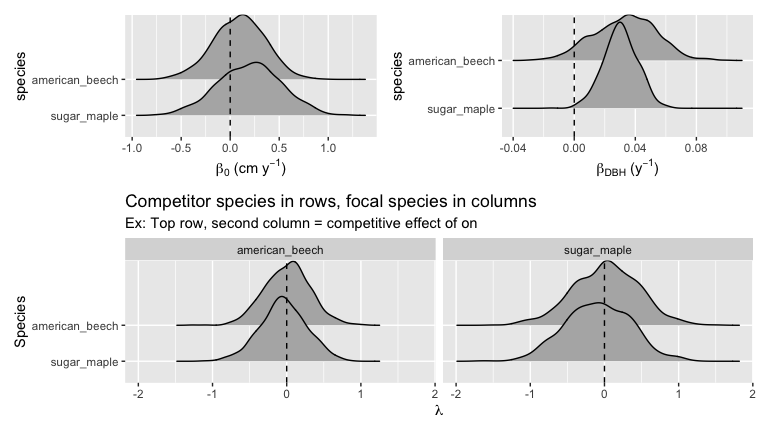 species
american_beech
sugar_maple
-1.0 -0.5 0.0 0.5 1.0
β0 (cm y−1)
species
american_beech
sugar_maple
-0.04 0.00 0.04 0.08
βDBH (y−1)
Competitor species in rows, focal species in columns
Ex: Top row, second column = competitive effect of on
american_beech sugar_maple
Species
american_beech
sugar_maple
-2 -1 0 1 2 -2 -1 0 1 2
λ